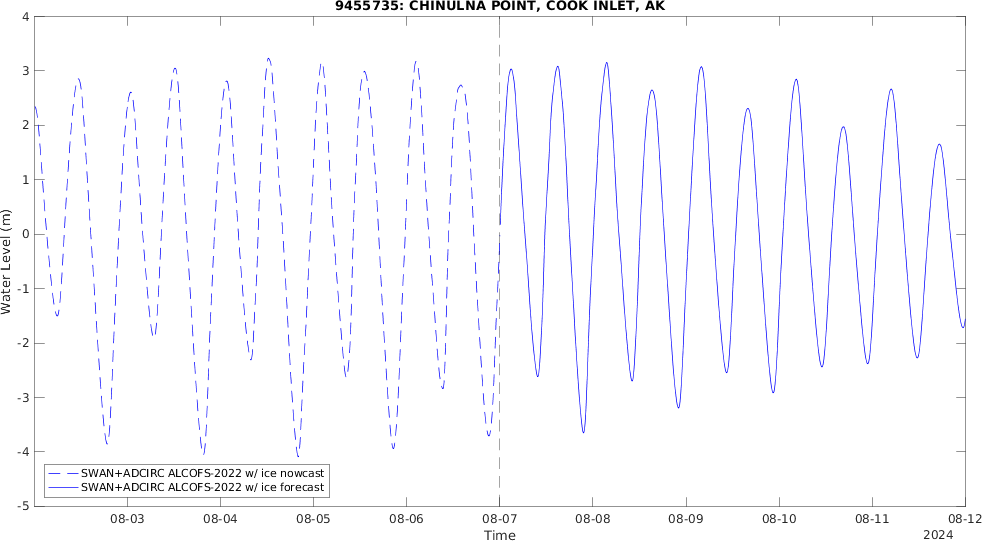 9455735: CHINULNA POINT, COOK INLET, AK
4
3
2
1
0
-1
-2
-3
-4
-5
Water Level (m)
SWAN+ADCIRC ALCOFS-2022 w/ ice nowcast
SWAN+ADCIRC ALCOFS-2022 w/ ice forecast
08-03 08-04 08-05 08-06 08-07 08-08 08-09 08-10 08-11 08-12
Time
2024